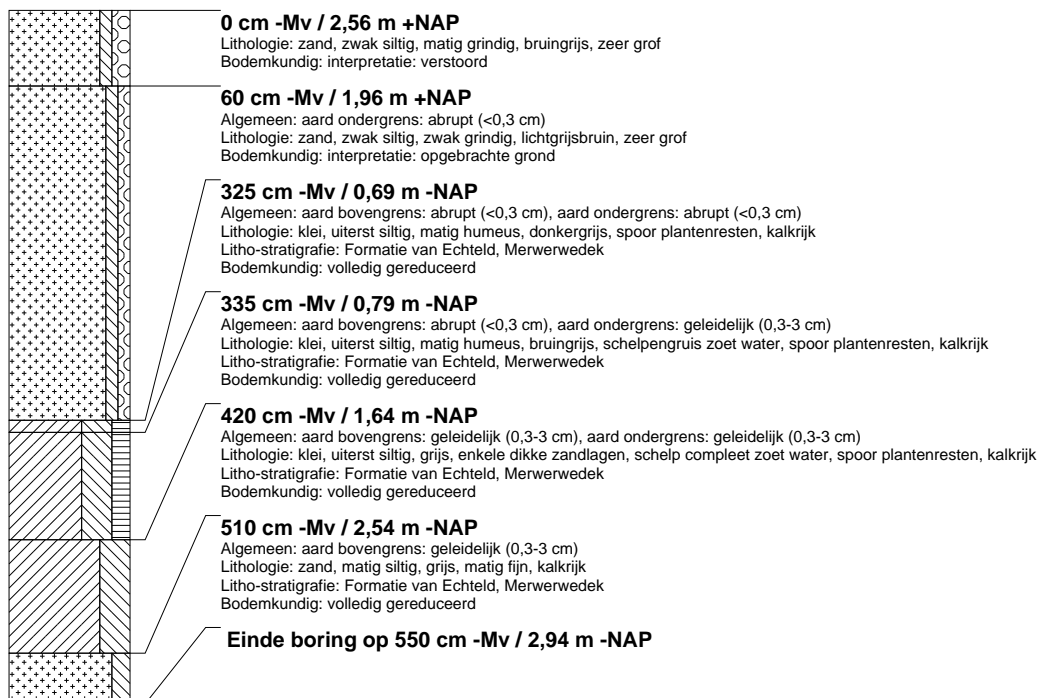 0 cm -Mv / 2,56 m +NAP
Lithologie: zand, zwak siltig, matig grindig, bruingrijs, zeer grof
Bodemkundig: interpretatie: verstoord
60 cm -Mv / 1,96 m +NAP
Algemeen: aard ondergrens: abrupt (<0,3 cm)
Lithologie: zand, zwak siltig, zwak grindig, lichtgrijsbruin, zeer grof
Bodemkundig: interpretatie: opgebrachte grond
325 cm -Mv / 0,69 m -NAP
Algemeen: aard bovengrens: abrupt (<0,3 cm), aard ondergrens: abrupt (<0,3 cm)
Lithologie: klei, uiterst siltig, matig humeus, donkergrijs, spoor plantenresten, kalkrijk
Litho-stratigrafie: Formatie van Echteld, Merwerwedek
Bodemkundig: volledig gereduceerd
335 cm -Mv / 0,79 m -NAP
Algemeen: aard bovengrens: abrupt (<0,3 cm), aard ondergrens: geleidelijk (0,3-3 cm)
Lithologie: klei, uiterst siltig, matig humeus, bruingrijs, schelpengruis zoet water, spoor plantenresten, kalkrijk
Litho-stratigrafie: Formatie van Echteld, Merwerwedek
Bodemkundig: volledig gereduceerd
420 cm -Mv / 1,64 m -NAP
Algemeen: aard bovengrens: geleidelijk (0,3-3 cm), aard ondergrens: geleidelijk (0,3-3 cm)
Lithologie: klei, uiterst siltig, grijs, enkele dikke zandlagen, schelp compleet zoet water, spoor plantenresten, kalkrijk
Litho-stratigrafie: Formatie van Echteld, Merwerwedek
Bodemkundig: volledig gereduceerd
510 cm -Mv / 2,54 m -NAP
Algemeen: aard bovengrens: geleidelijk (0,3-3 cm)
Lithologie: zand, matig siltig, grijs, matig fijn, kalkrijk
Litho-stratigrafie: Formatie van Echteld, Merwerwedek
Bodemkundig: volledig gereduceerd
Einde boring op 550 cm -Mv / 2,94 m -NAP